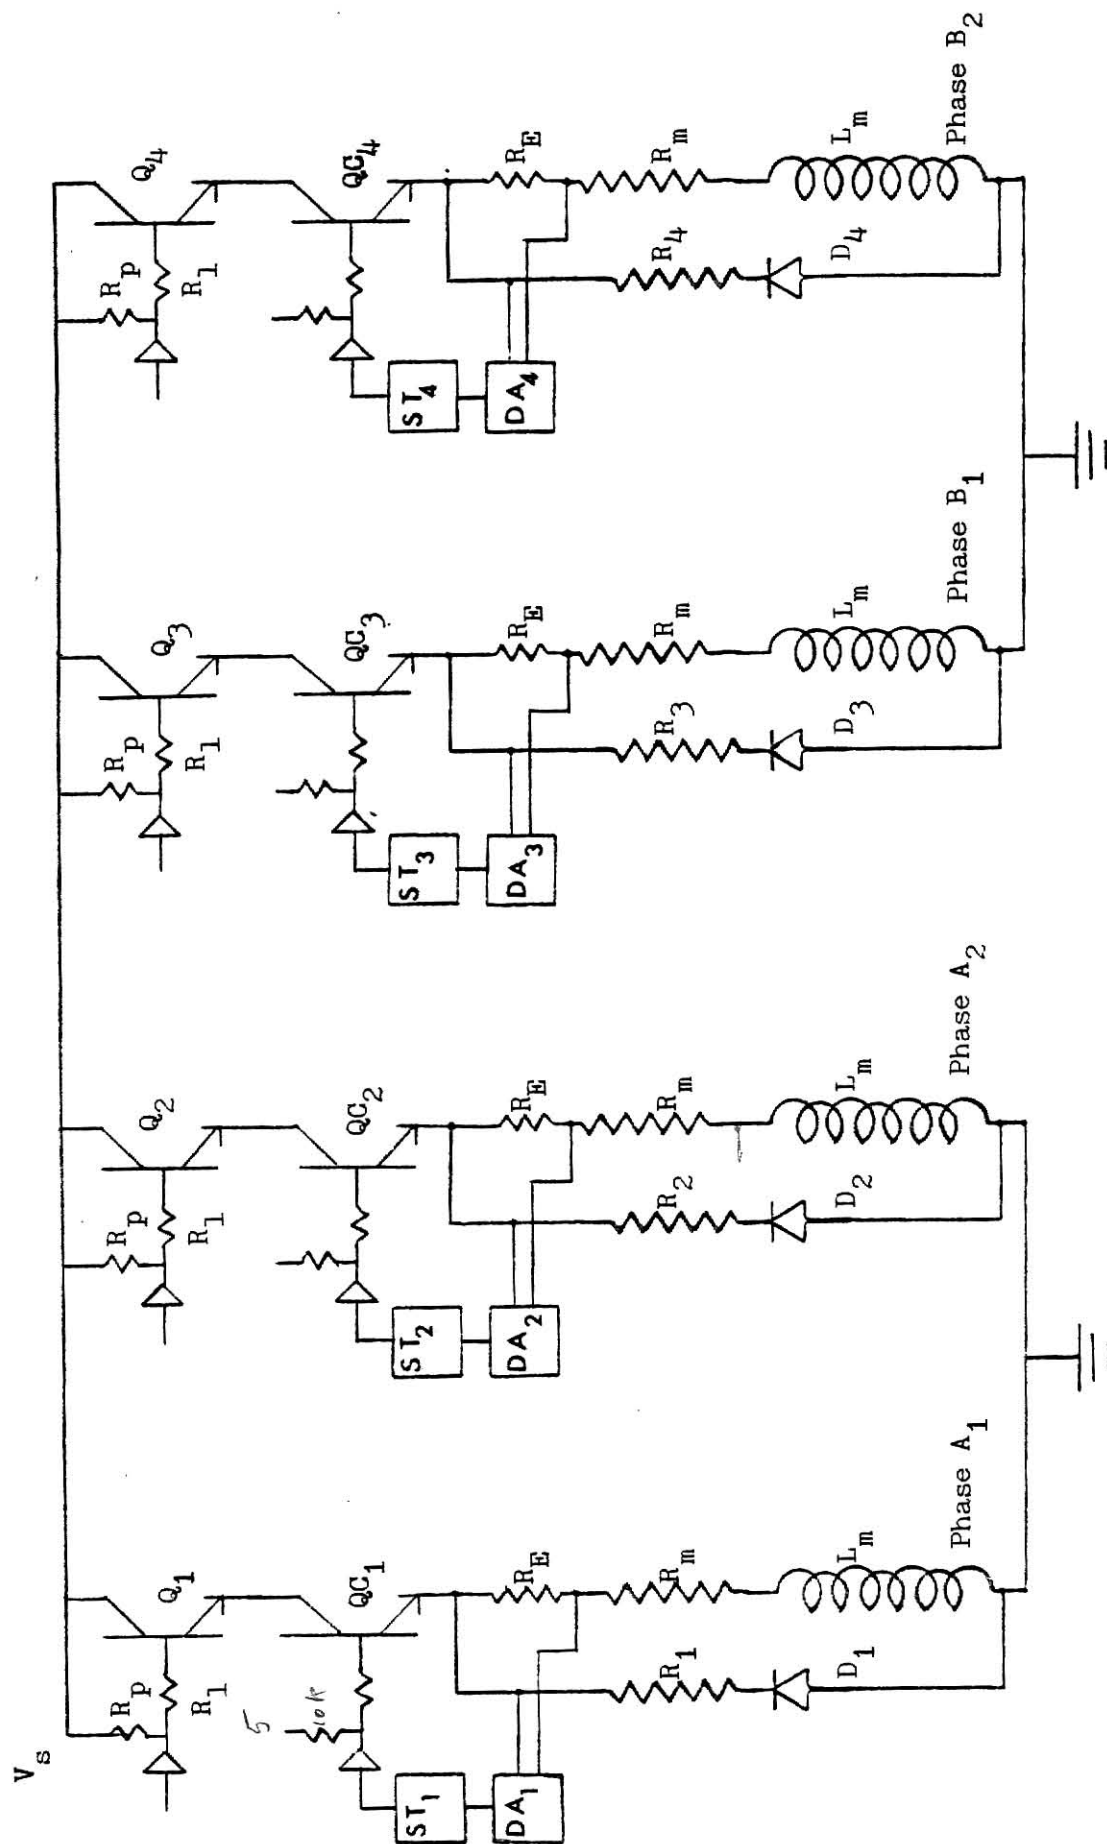 V_s
R_p
R_1
Q_1
5
10K
QC_1
ST_1
DA_1
R_E
R_1
R_m
D_1
L_m
Phase A_1
R_p
R_1
Q_2
QC_2
ST_2
DA_2
R_E
R_2
R_m
D_2
L_m
Phase A_2
R_p
R_1
Q_3
QC_3
ST_3
DA_3
R_E
R_3
R_m
D_3
L_m
Phase B_1
R_p
R_1
Q_4
QC_4
ST_4
DA_4
R_E
R_4
R_m
D_4
L_m
Phase B_2